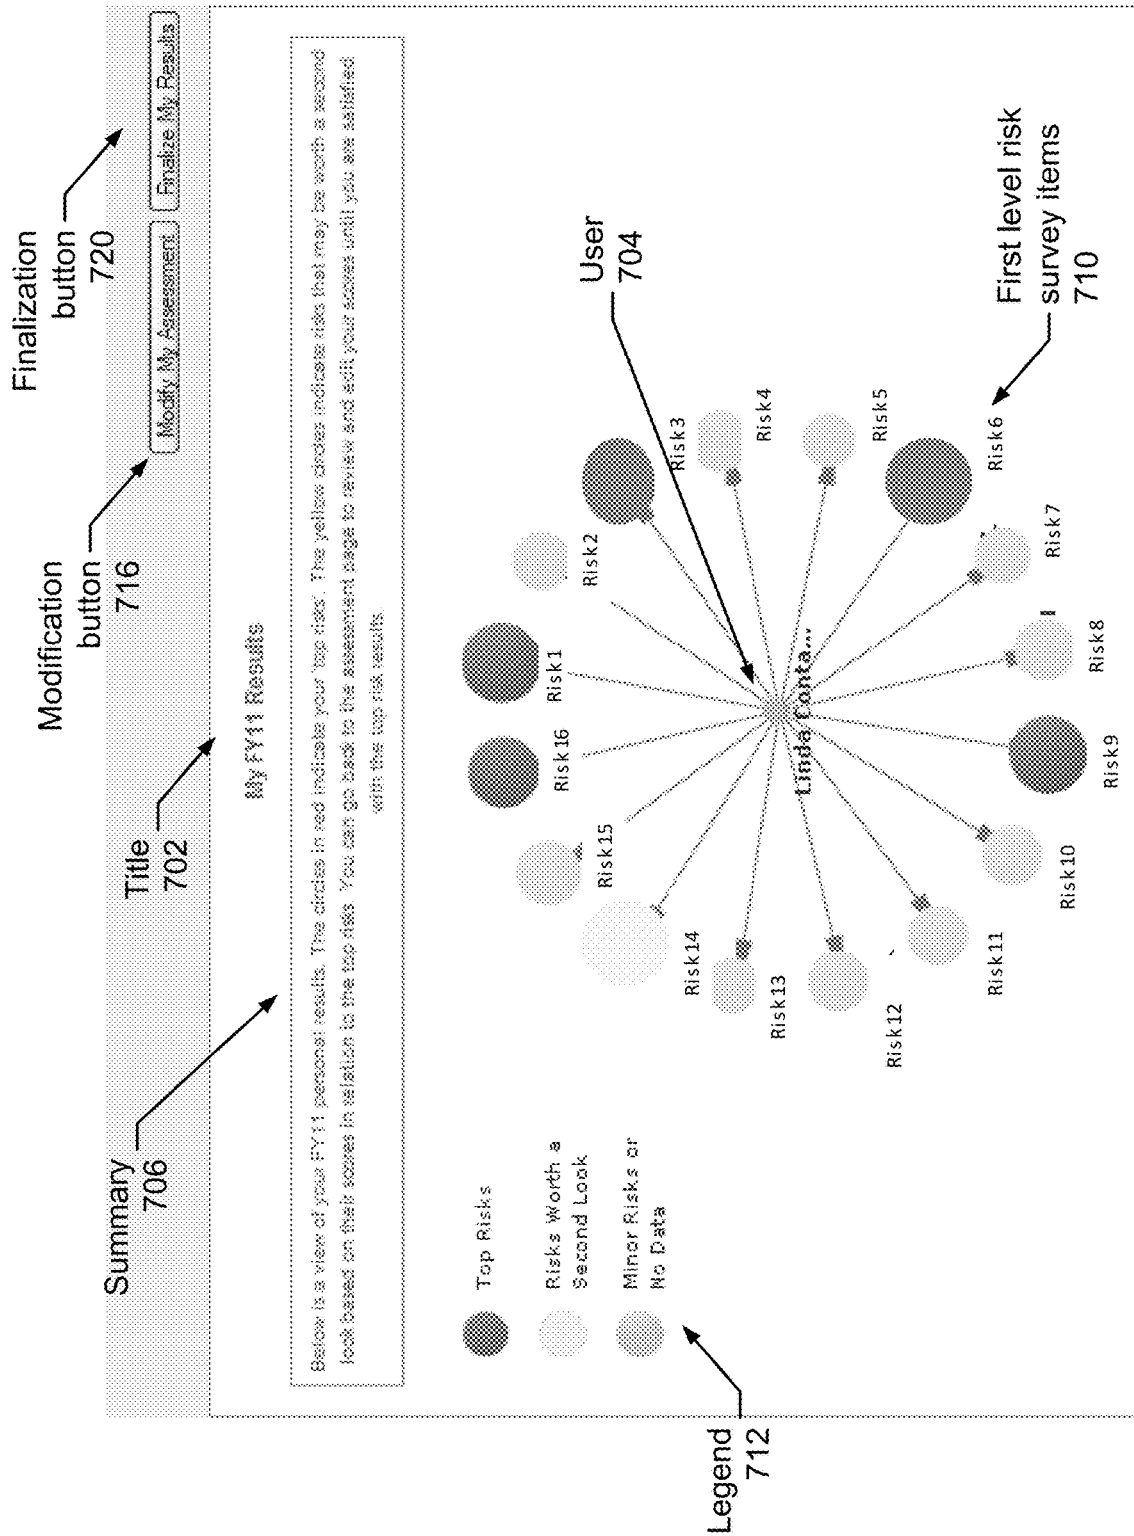 Finalization
button
720
Modification
button
716
Title
702
Summary
706
Modify My Assessment
Finalize My Results
My FY11 Results
Below is a view of your FY11 personal results. The circles in red indicate your 'top risks'. The yellow circles indicate risks that may be worth a second
look based on their scores in relation to the top risks. You can go back to the assessment page to review and edit your scores until you are satisfied
with the top risk results.
Top Risks
Risks Worth a
Second Look
Minor Risks or
No Data
Legend
712
User
704
First level risk
survey items
710
Linda Conta...
Risk1
Risk2
Risk3
Risk4
Risk5
Risk6
Risk7
Risk8
Risk9
Risk10
Risk11
Risk12
Risk13
Risk14
Risk15
Risk16